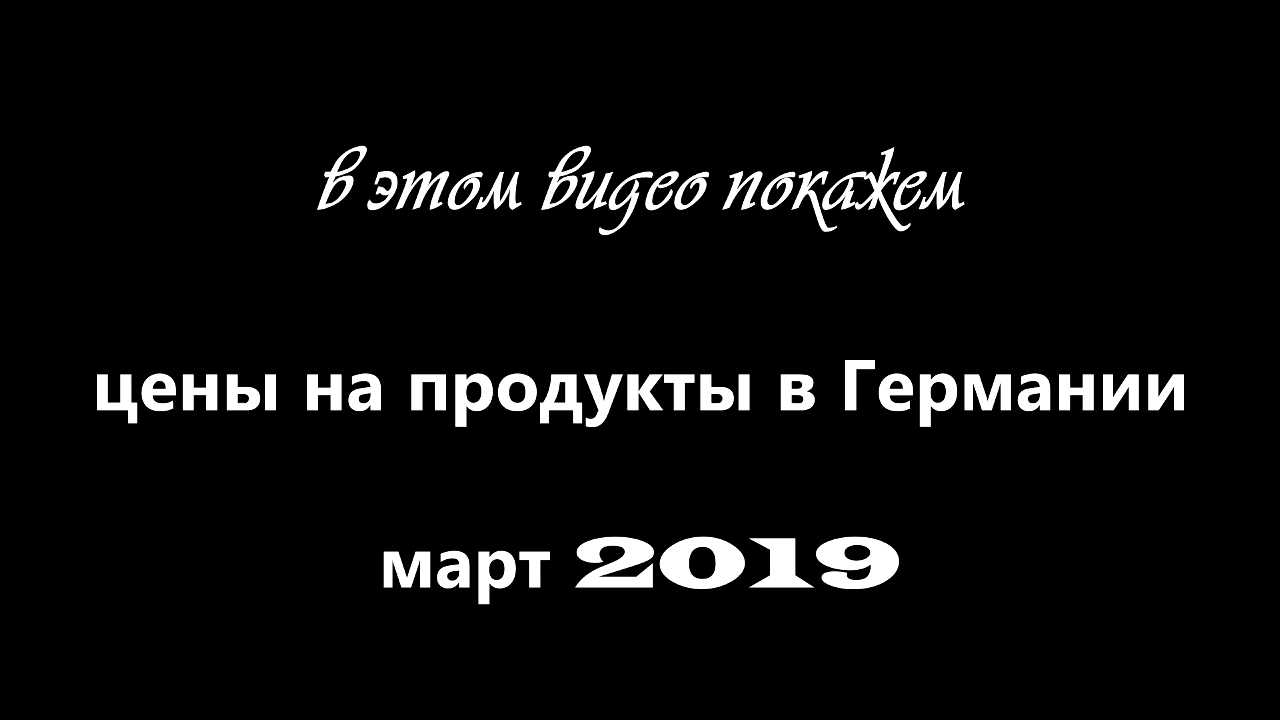 в этом видео покажем
цены на продукты в Германии
март 2019